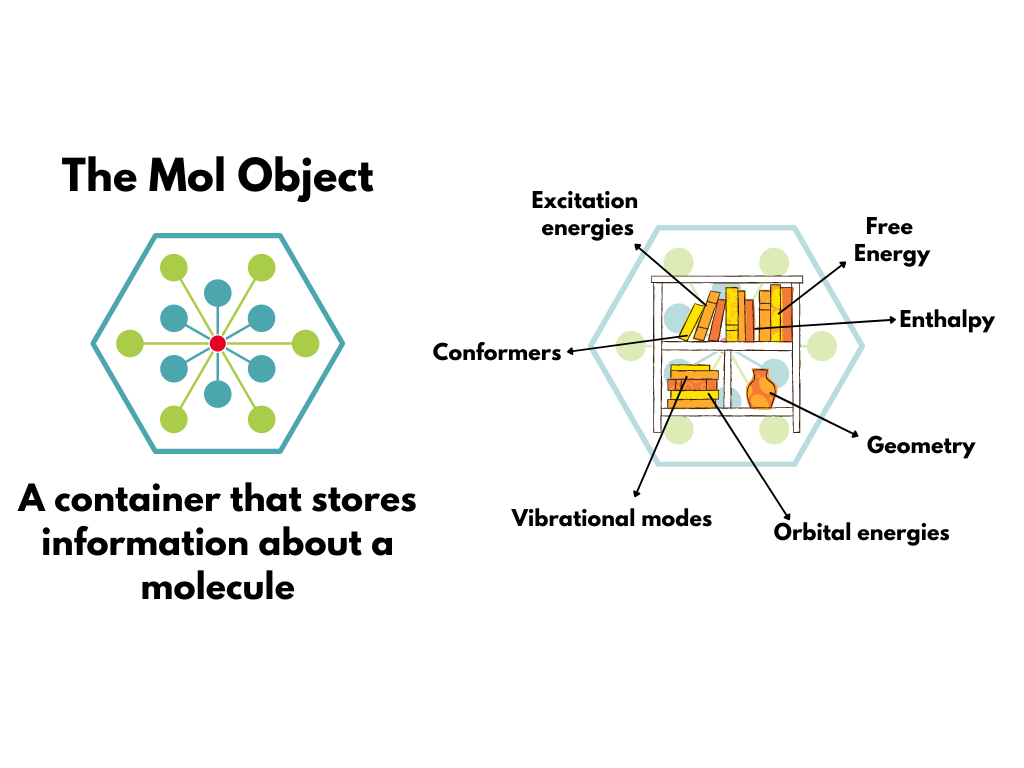 The Mol Object
A container that stores
information about a
molecule
Excitation
energies
Free
Energy
Enthalpy
Conformers
Geometry
Vibrational modes
Orbital energies